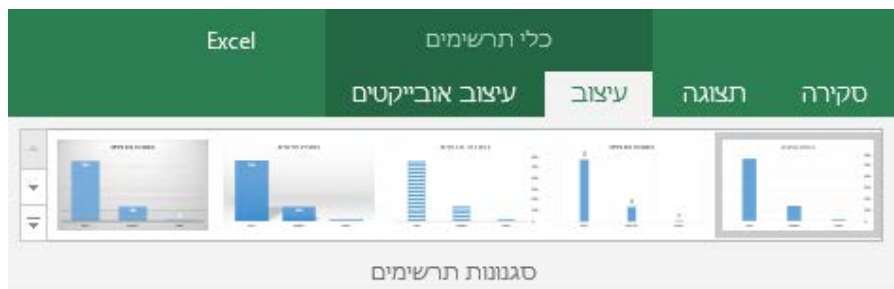 כלי תרשימים Excel
סקירה תצוגה עיצוב עיצוב אובייקטים
סגנונות תרשימים